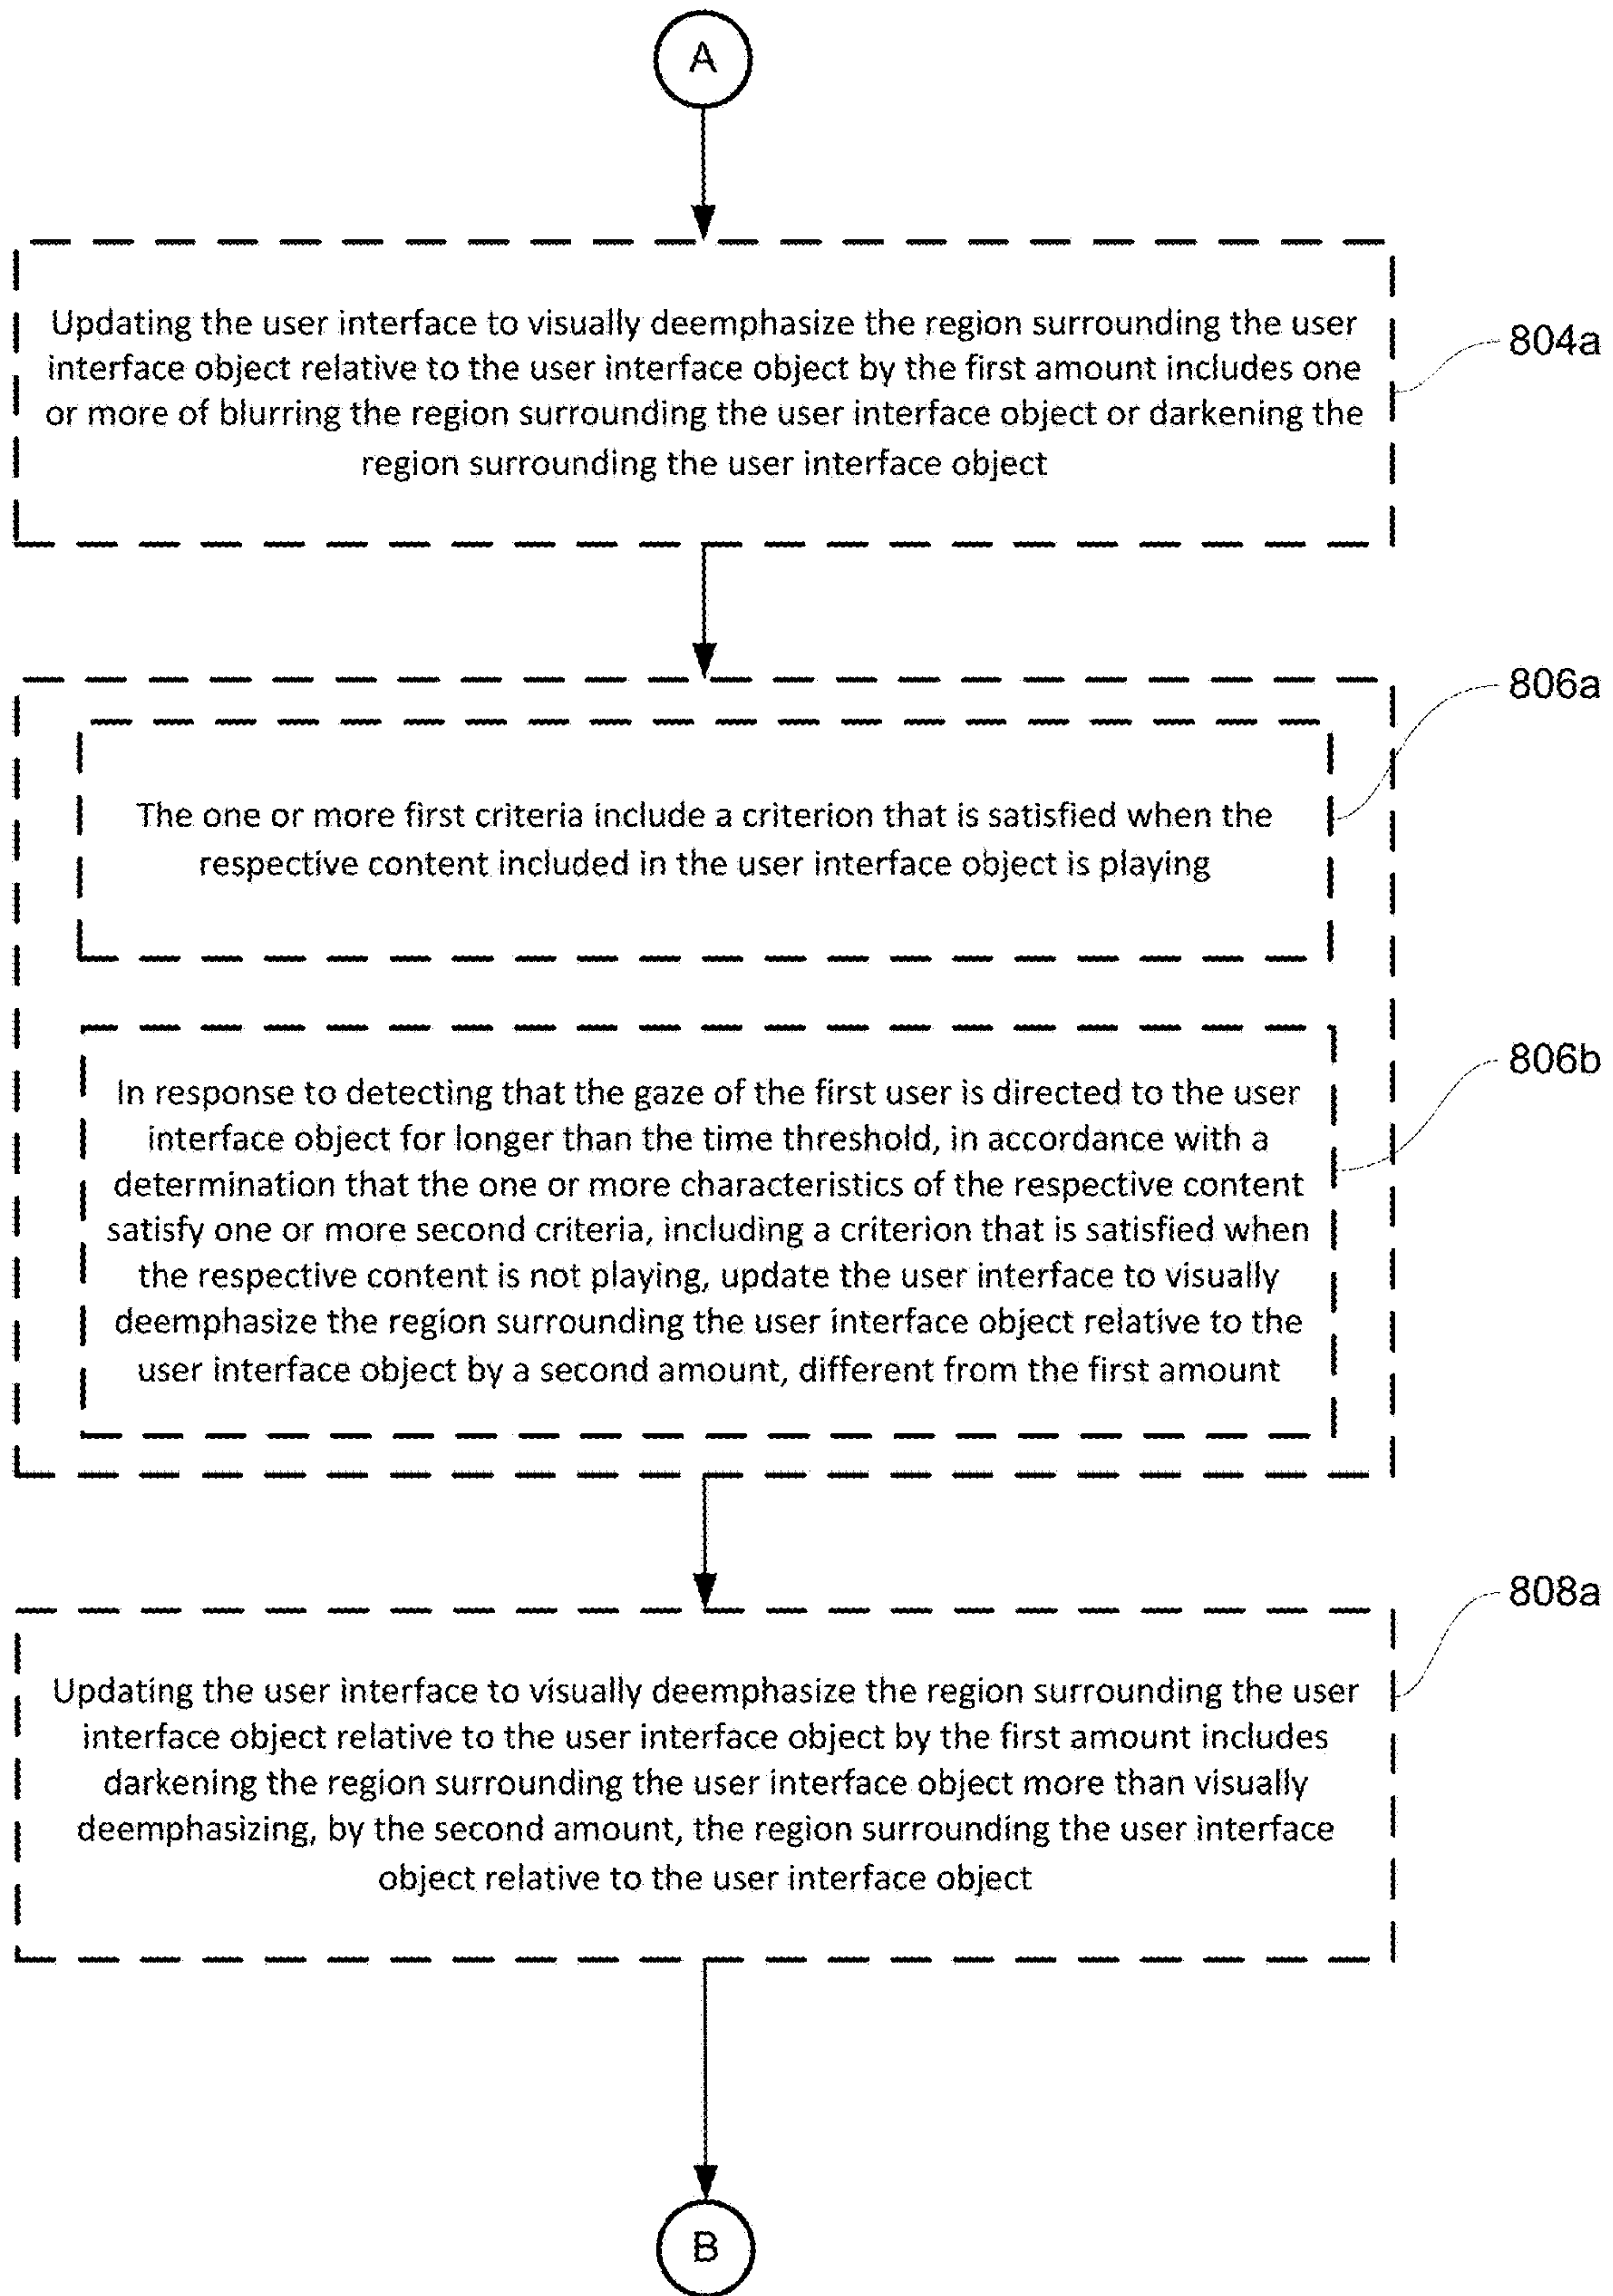 A
Updating the user interface to visually deemphasize the region surrounding the user
interface object relative to the user interface object by the first amount includes one
or more of blurring the region surrounding the user interface object or darkening the
region surrounding the user interface object
804a
806a
The one or more first criteria include a criterion that is satisfied when the
respective content included in the user interface object is playing
806b
In response to detecting that the gaze of the first user is directed to the user
interface object for longer than the time threshold, in accordance with a
determination that the one or more characteristics of the respective content
satisfy one or more second criteria, including a criterion that is satisfied when
the respective content is not playing, update the user interface to visually
deemphasize the region surrounding the user interface object relative to the
user interface object by a second amount, different from the first amount
808a
Updating the user interface to visually deemphasize the region surrounding the user
interface object relative to the user interface object by the first amount includes
darkening the region surrounding the user interface object more than visually
deemphasizing, by the second amount, the region surrounding the user interface
object relative to the user interface object
B